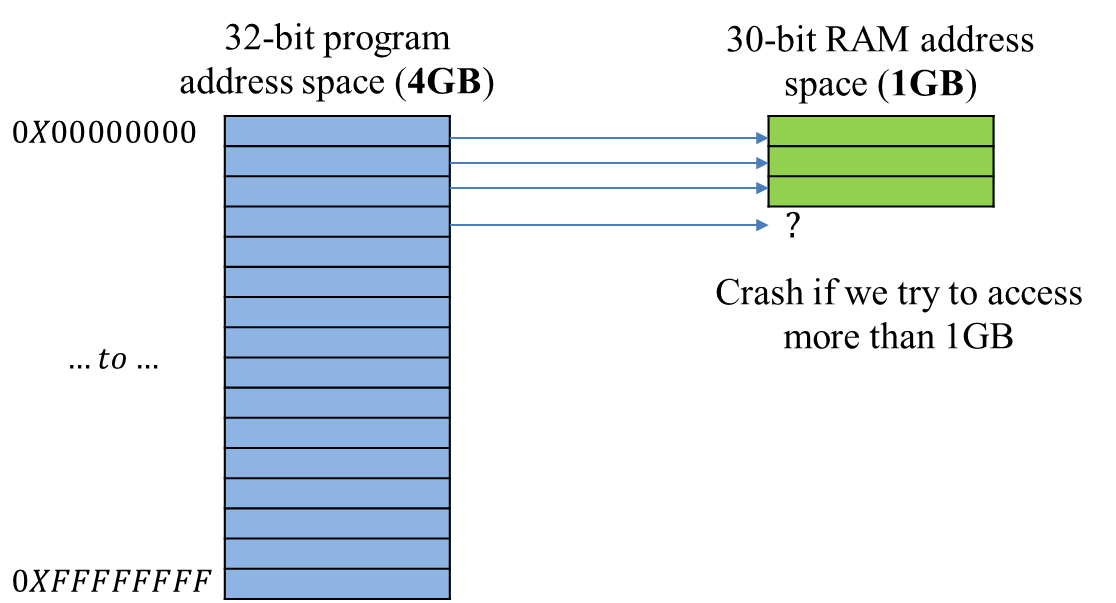 32-bit program
address space (4GB)
30-bit RAM address
space (1GB)
0X00000000
?
Crash if we try to access
more than 1GB
... to ...
0XFFFFFFFF